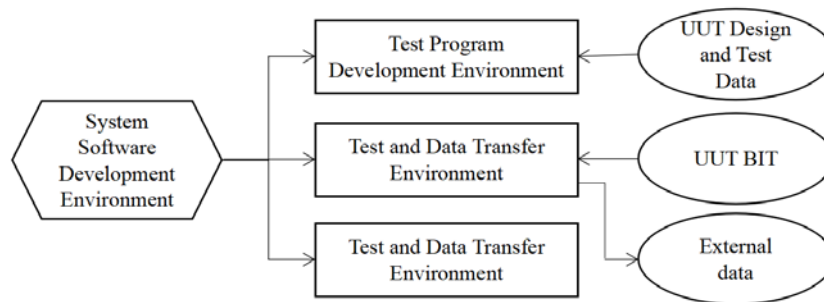 System
Software
Development
Environment
Test Program
Development Environment
UUT Design
and Test
Data
Test and Data Transfer
Environment
UUT BIT
Test and Data Transfer
Environment
External
data